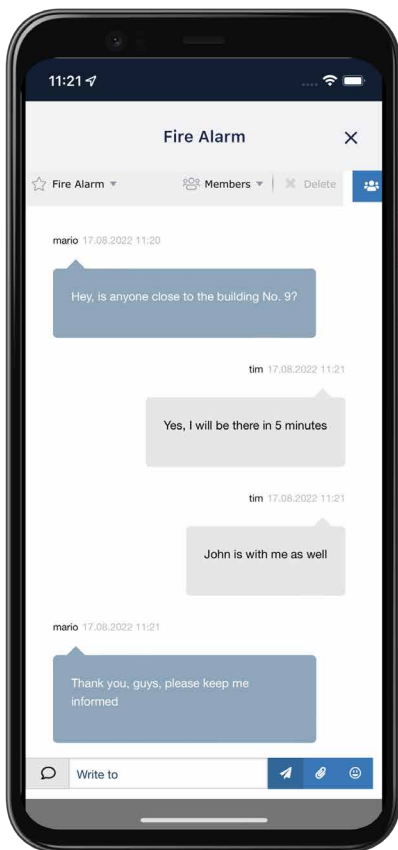 11:21
Fire Alarm
Fire Alarm Members Delete
mario 17.08.2022 11:20
Hey, is anyone close to the building No. 9?
tim 17.08.2022 11:21
Yes, I will be there in 5 minutes
tim 17.08.2022 11:21
John is with me as well
mario 17.08.2022 11:21
Thank you, guys, please keep me
informed
Write to